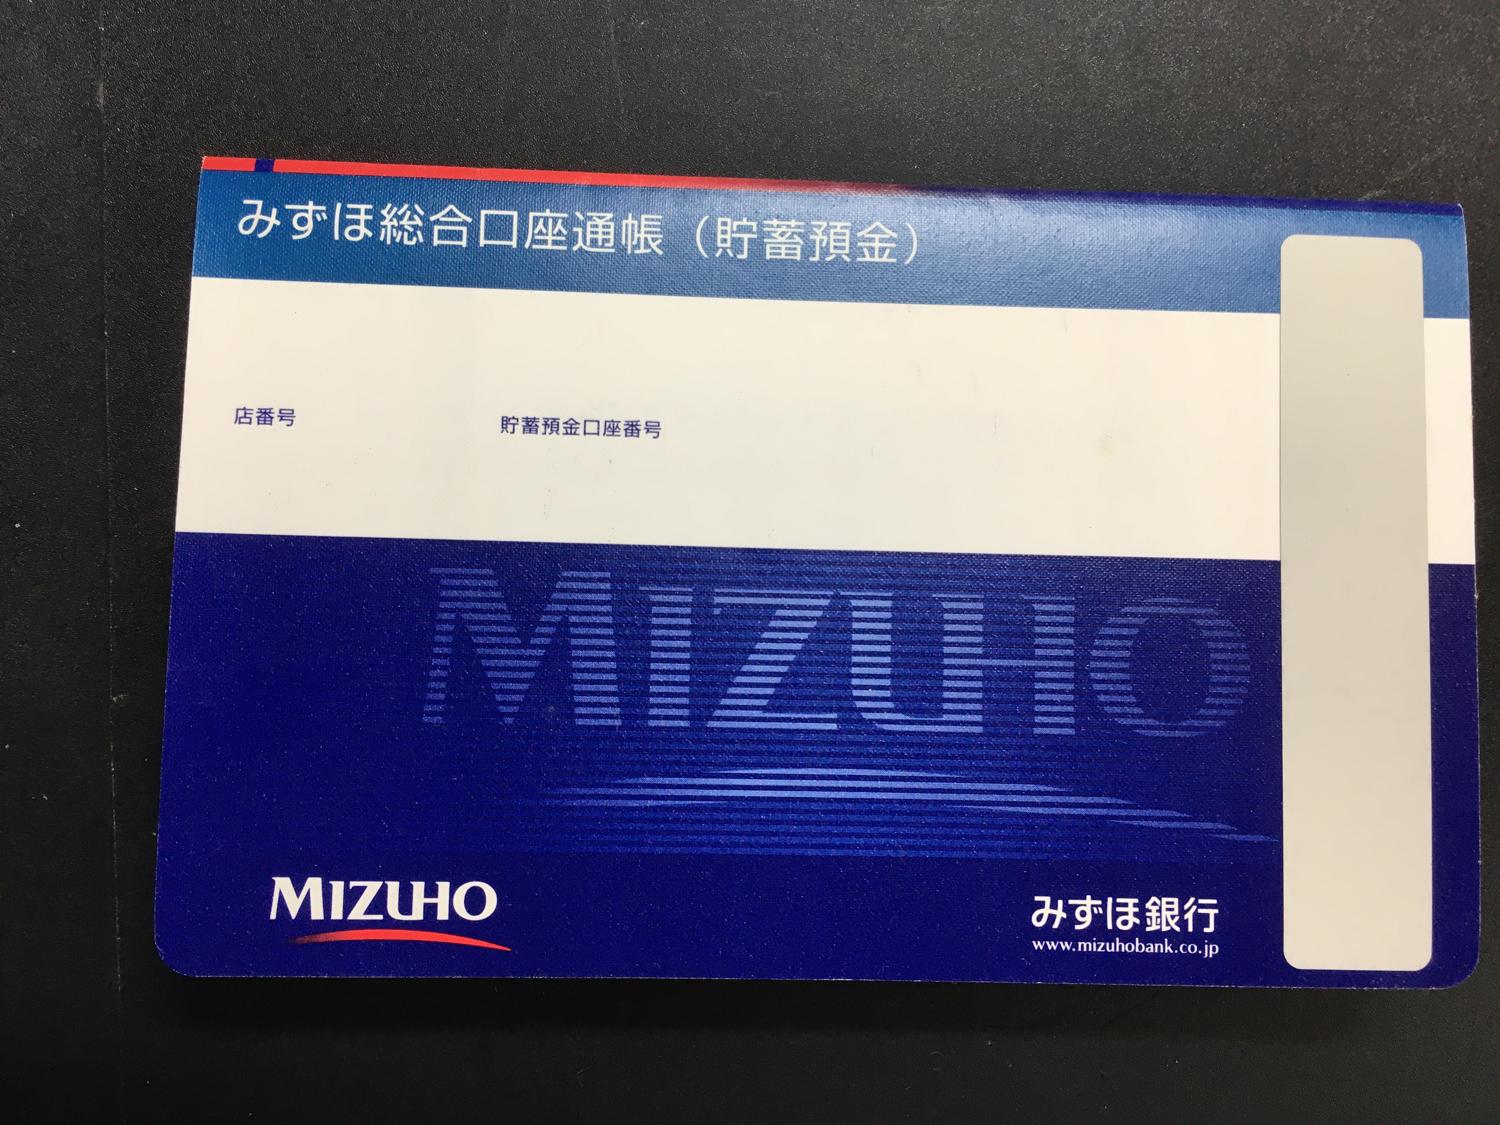 みずほ総合口座通帳（貯蓄預金）
店番号 貯蓄預金口座番号
MIZUHO
MIZUHO
みずほ銀行
www.mizuhobank.co.jp